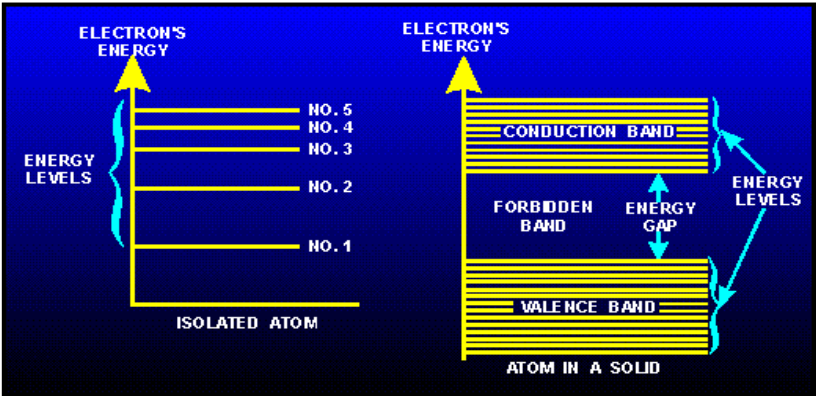 ELECTRON'S
ENERGY
NO. 5
NO. 4
NO. 3
NO. 2
NO. 1
ENERGY
LEVELS
ISOLATED ATOM
ELECTRON'S
ENERGY
CONDUCTION BAND
FORBIDDEN
BAND
ENERGY
GAP
ENERGY
LEVELS
VALENCE BAND
ATOM IN A SOLID